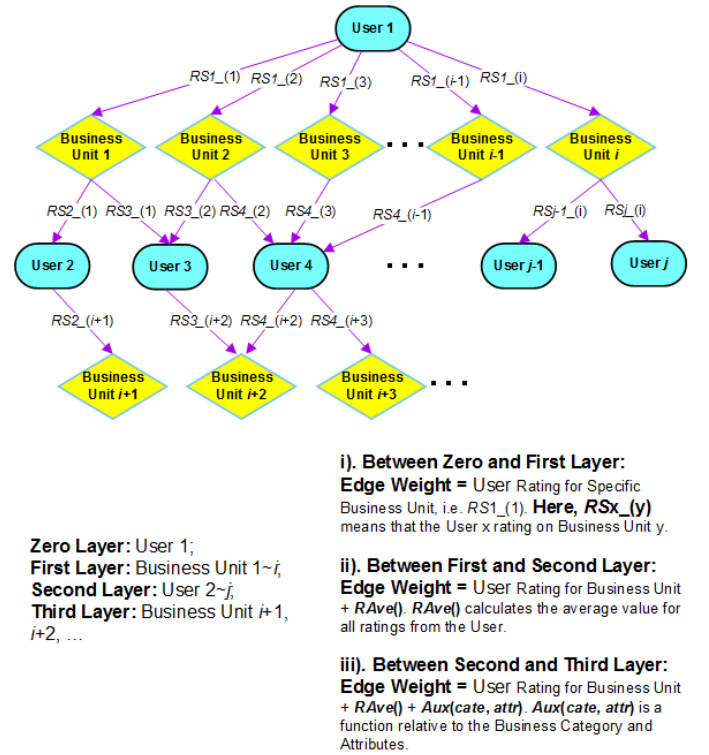 User 1
RS1_(1)
RS1_(2)
RS1_(3)
RS1_(i-1)
RS1_(i)
Business
Unit 1
Business
Unit 2
Business
Unit 3
...
Business
Unit i-1
Business
Unit i
RS2_(1)
RS3_(1)
RS3_(2)
RS4_(2)
RS4_(3)
RS4_(i-1)
RSj-1_(i)
RSj_(i)
User 2
User 3
User 4
...
User j-1
User j
RS2_(i+1)
RS3_(i+2)
RS4_(i+2)
RS4_(i+3)
Business
Unit i+1
Business
Unit i+2
Business
Unit i+3
...
Zero Layer: User 1;
First Layer: Business Unit 1~i;
Second Layer: User 2~j;
Third Layer: Business Unit i+1,
i+2, ...
i). Between Zero and First Layer:
Edge Weight = User Rating for Specific
Business Unit, i.e. RS1_(1). Here, RSx_(y)
means that the User x rating on Business Unit y.
ii). Between First and Second Layer:
Edge Weight = User Rating for Business Unit
+ RAve(). RAve() calculates the average value for
all ratings from the User.
iii). Between Second and Third Layer:
Edge Weight = User Rating for Business Unit
+ RAve() + Aux(cate, attr). Aux(cate, attr) is a
function relative to the Business Category and
Attributes.